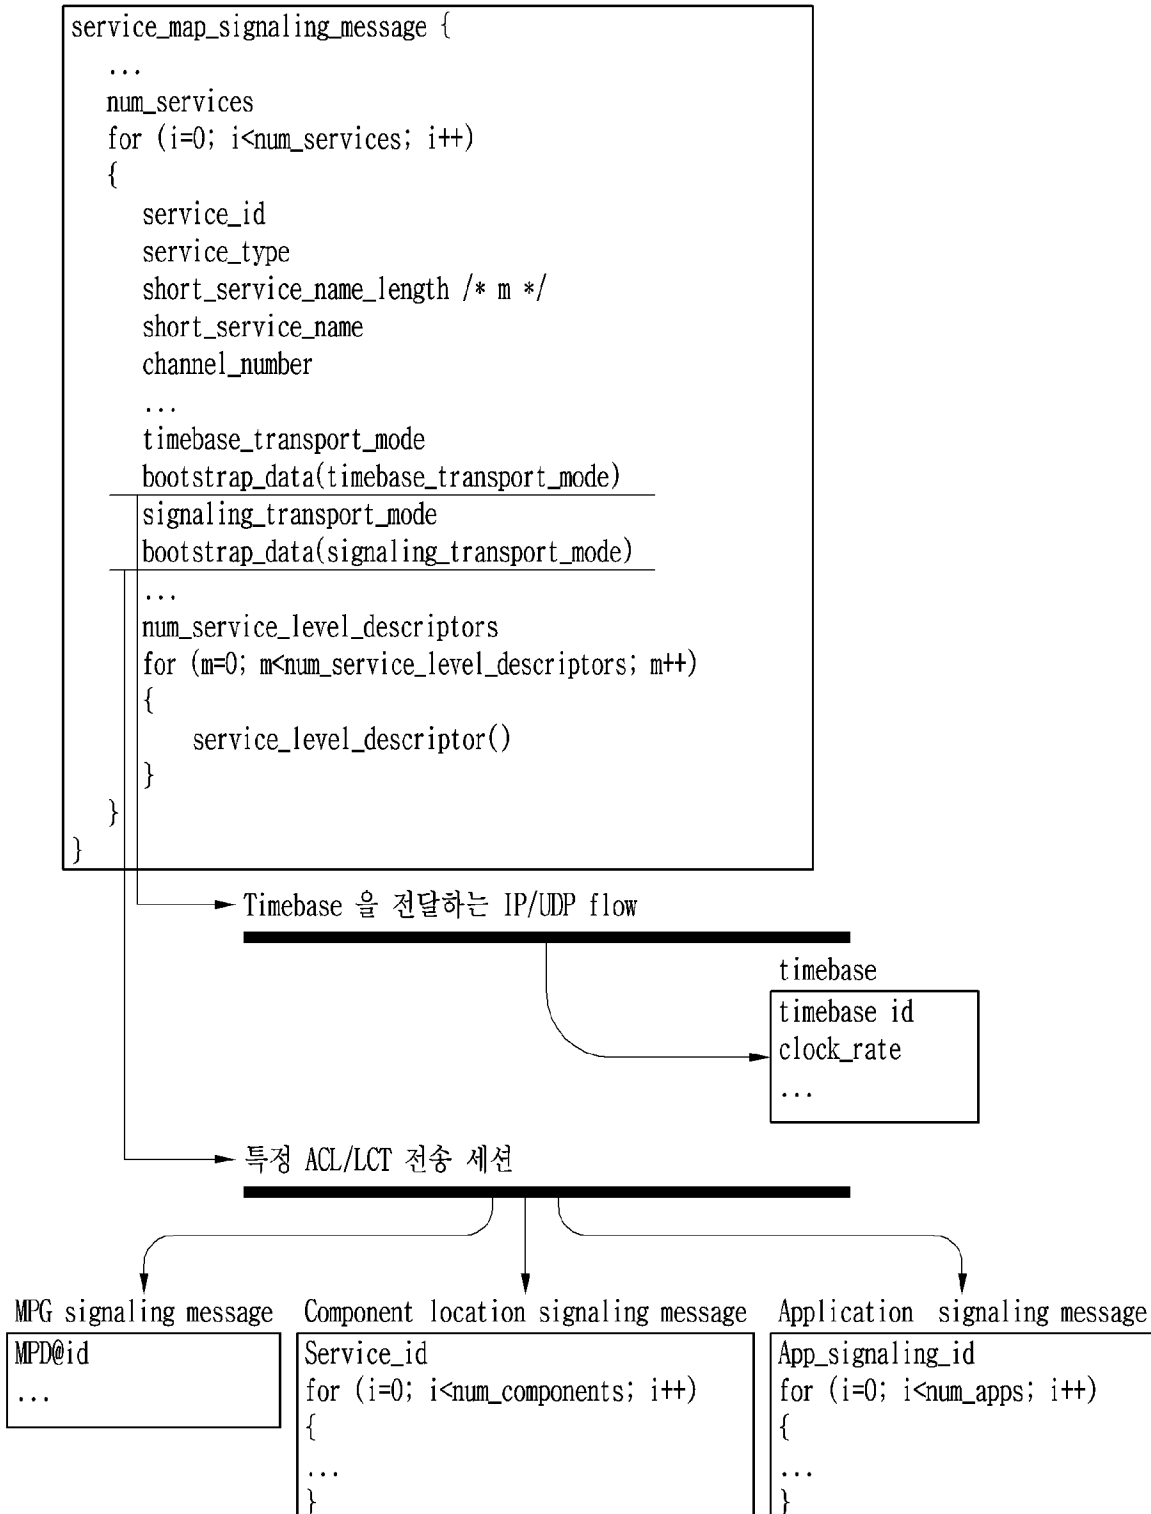 service_map_signaling_message {
...
num_services
for (i=0; i<num_services; i++)
{
service_id
service_type
short_service_name_length /* m */
short_service_name
channel_number
...
timebase_transport_mode
bootstrap_data(timebase_transport_mode)
signaling_transport_mode
bootstrap_data(signaling_transport_mode)
...
num_service_level_descriptors
for (m=0; m<num_service_level_descriptors; m++)
{
service_level_descriptor()
}
}
}
Timebase 을 전달하는 IP/UDP flow
timebase
timebase id
clock_rate
...
특정 ACL/LCT 전송 세션
MPG signaling message
MPD@id
...
Component location signaling message
Service_id
for (i=0; i<num_components; i++)
{
...
}
Application signaling message
App_signaling_id
for (i=0; i<num_apps; i++)
{
...
}